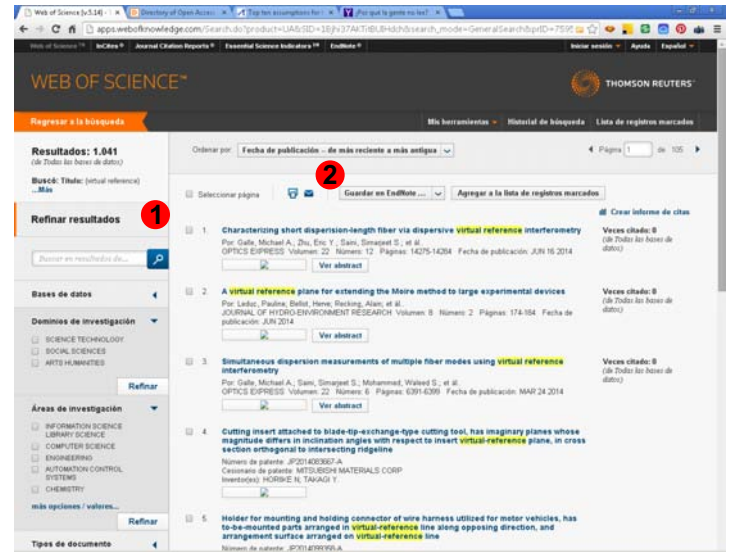 Web of Science [v.5.14] - E
Directory of Open Access
Top ten assumptions for l
¿Por qué la gente no lee?
apps.webofknowledge.com/Search.do?product=UA&SID=
search_mode=GeneralSearch&prID=
Web of Science ™
InCites
Journal Citation Reports
Essential Science Indicators
EndNote
Iniciar sesión
Ayuda
Español
WEB OF SCIENCE™
THOMSON REUTERS™
Regresar a la búsqueda
Mis herramientas
Historial de búsqueda
Lista de registros marcados
Resultados: 1.041
(de Todas las bases de datos)
Buscó: Título: (virtual reference)
...Más
Ordenar por: Fecha de publicación – de más reciente a más antigua
Página 1 de 105
2
Seleccionar página
Guardar en EndNote ...
Agregar a la lista de registros marcados
Refinar resultados
1
Buscar en resultados de...
Bases de datos
Dominios de investigación
SCIENCE TECHNOLOGY
SOCIAL SCIENCES
ARTS HUMANITIES
Refinar
Áreas de investigación
INFORMATION SCIENCE
LIBRARY SCIENCE
COMPUTER SCIENCE
ENGINEERING
AUTOMATION CONTROL
SYSTEMS
CHEMISTRY
más opciones / valores...
Refinar
Tipos de documento
Crear informe de citas
1. Characterizing short dispersion-length fiber via dispersive virtual reference interferometry
Por: Galle, Michael A.; Zhu, Eric Y.; Saini, Simarjeet S.; et ál.
OPTICS EXPRESS Volumen: 22 Número: 12 Páginas: 14275-14284 Fecha de publicación: JUN 16 2014
Ver abstract
Veces citado: 0
(de Todas las bases de
datos)
2. A virtual reference plane for extending the Moire method to large experimental devices
Por: Leduc, Pauline; Bellot, Herve; Recking, Alain; et ál.
JOURNAL OF HYDRO-ENVIRONMENT RESEARCH Volumen: 8 Número: 2 Páginas: 174-184 Fecha de
publicación: JUN 2014
Ver abstract
Veces citado: 0
(de Todas las bases de
datos)
3. Simultaneous dispersion measurements of multiple fiber modes using virtual reference
interferometry
Por: Galle, Michael A.; Saini, Simarjeet S.; Mohammed, Waleed S.; et ál.
OPTICS EXPRESS Volumen: 22 Número: 6 Páginas: 6391-6399 Fecha de publicación: MAR 24 2014
Ver abstract
Veces citado: 0
(de Todas las bases de
datos)
4. Cutting insert attached to blade-tip-exchange-type cutting tool, has imaginary planes whose
magnitude differs in inclination angles with respect to insert virtual-reference plane, in cross
section orthogonal to intersecting ridgeline
Número de patente: JP2014083667-A
Cesionario de patente: MITSUBISHI MATERIALS CORP
Inventor(es): HORIIKE N; TAKAGI Y.
5. Holder for mounting and holding connector of wire harness utilized for motor vehicles, has
to-be-mounted parts arranged in virtual-reference line along opposing direction, and
arrangement surface arranged on virtual-reference line
Número de patente: JP2014099356-A